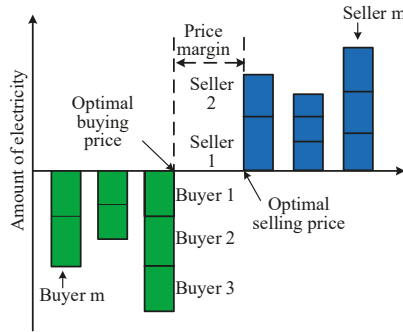 Seller m
Price
margin
Seller
2
Optimal
buying
price
Seller
1
Amount of electricity
Buyer 1
Optimal
selling price
Buyer 2
Buyer 3
Buyer m